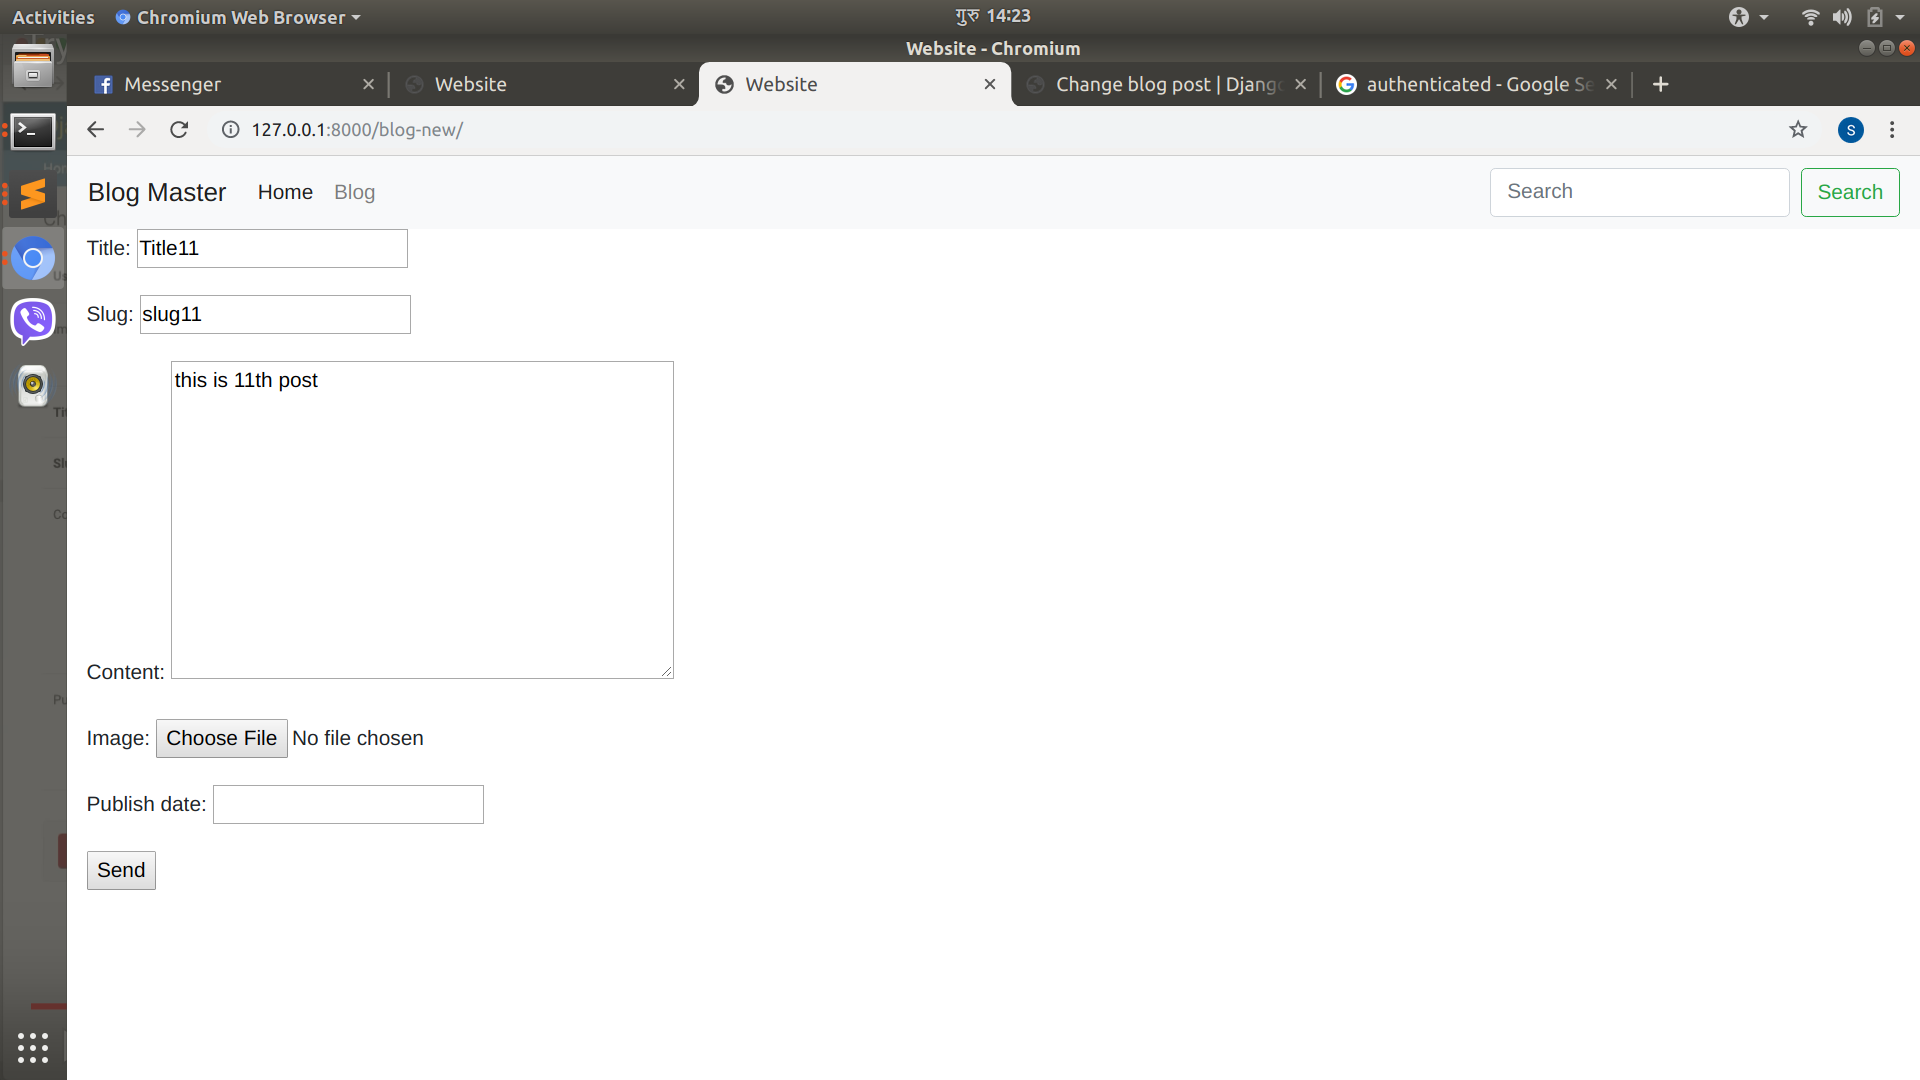 Activities
Chromium Web Browser
गुरु 14:23
Website - Chromium
Messenger
Website
Website
Change blog post | Django
authenticated - Google Se
127.0.0.1:8000/blog-new/
S
Blog Master
Home
Blog
Search
Search
Title: Title11
Slug: slug11
this is 11th post
Content:
Image: Choose File No file chosen
Publish date:
Send